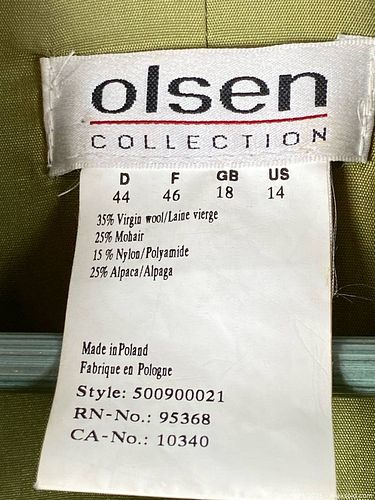 olsen
COLLECTION
D F GB US
44 46 18 14
35% Virgin wool/Laine vierge
25% Mohair
15 % Nylon/Polyamide
25% Alpaca/Alpaga
Made in Poland
Fabrique en Pologne
Style: 500900021
RN-No.: 95368
CA-No.: 10340